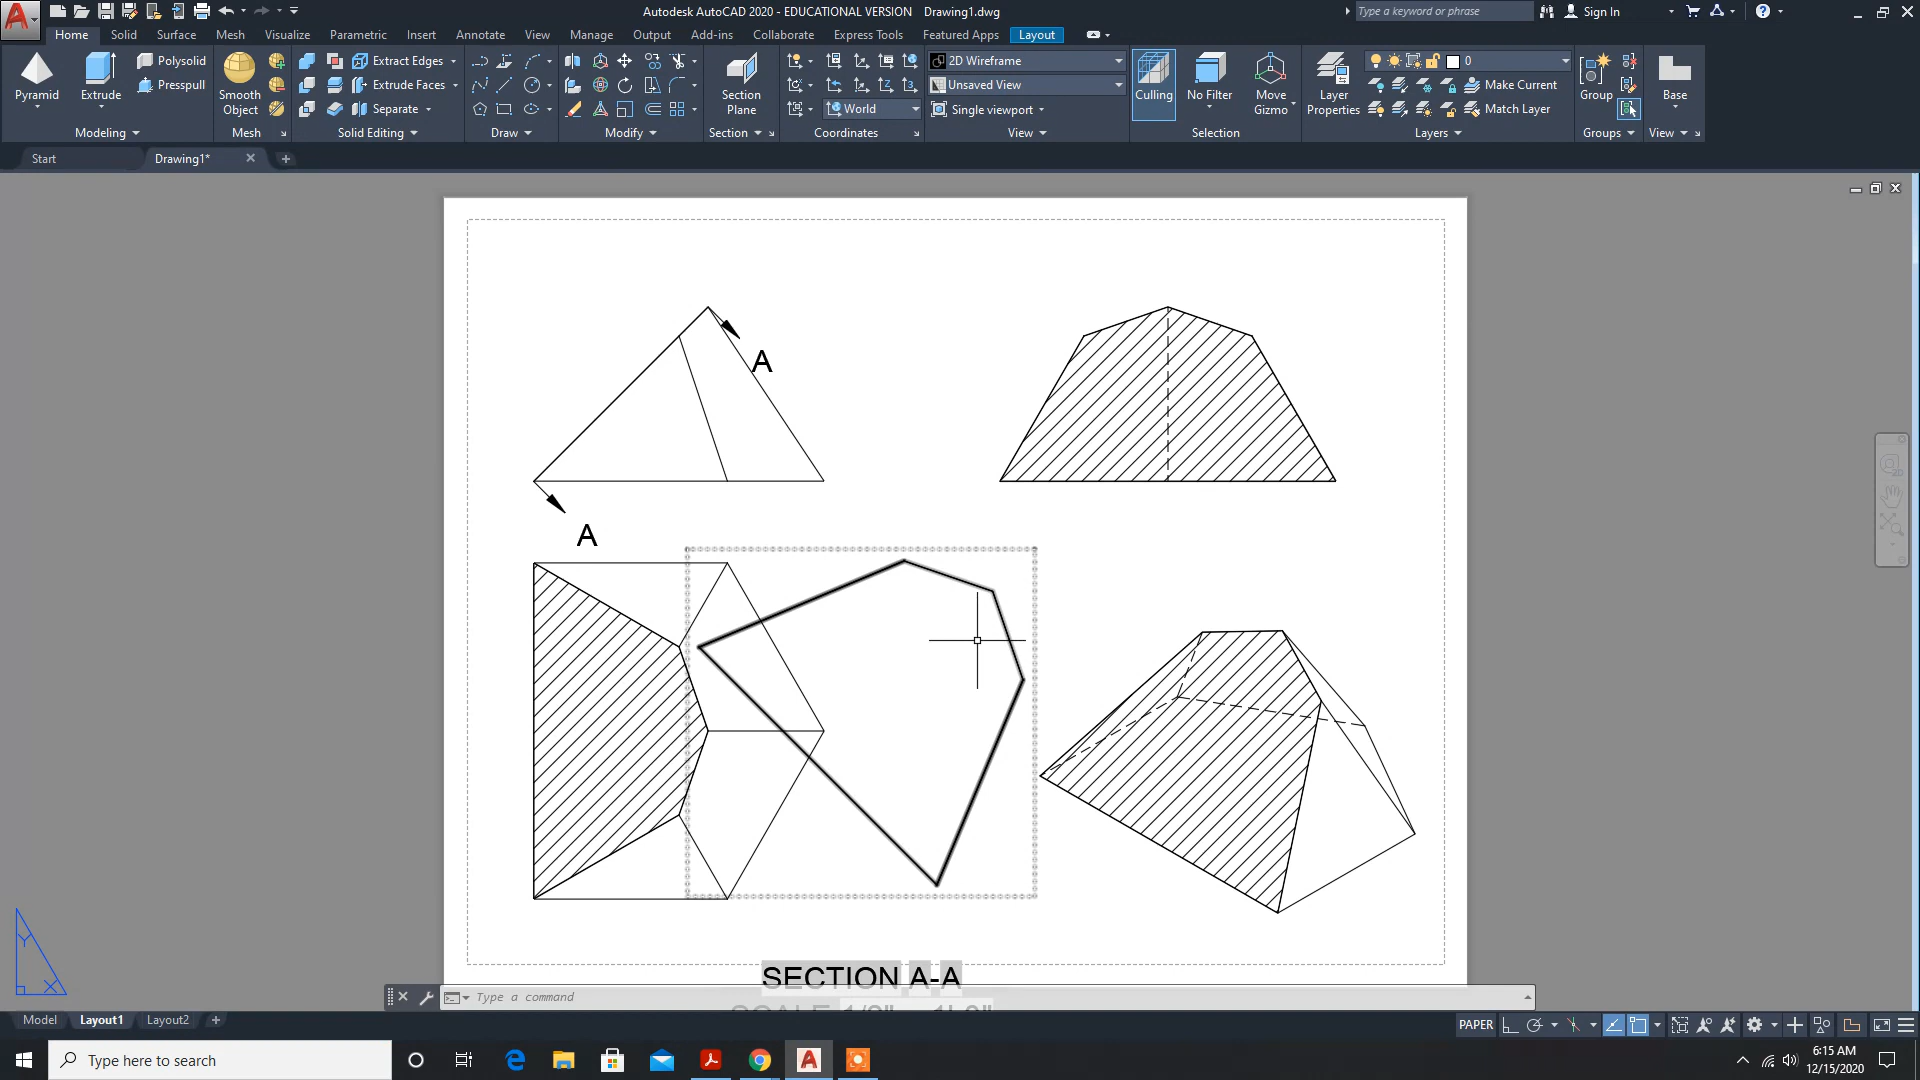 Autodesk AutoCAD 2020 - EDUCATIONAL VERSION Drawing1.dwg
Type a keyword or phrase
Sign In
Home Solid Surface Mesh Visualize Parametric Insert Annotate View Manage Output Add-ins Collaborate Express Tools Featured Apps Layout
Pyramid
Extrude
Polysolid
Presspull
Modeling
Smooth
Object
Mesh
Extract Edges
Extrude Faces
Separate
Solid Editing
Draw
Modify
Section
Plane
Section
World
Coordinates
2D Wireframe
Unsaved View
Single viewport
View
Culling
No Filter
Move
Gizmo
Selection
Layer
Properties
0
Make Current
Match Layer
Layers
Group
Groups
Base
View
Start
Drawing1*
A
A
SECTION A-A
Y
X
Type a command
Model Layout1 Layout2
PAPER
Type here to search
6:15 AM
12/15/2020